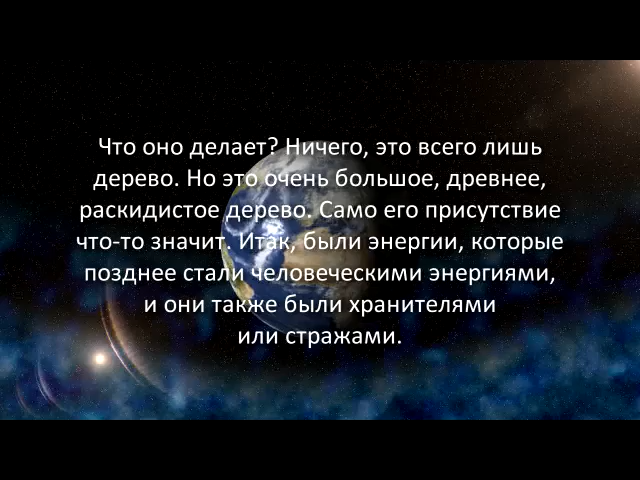 Что оно делает? Ничего, это всего лишь
дерево. Но это очень большое, древнее,
раскидистое дерево. Само его присутствие
что-то значит. Итак, были энергии, которые
позднее стали человеческими энергиями,
и они также были хранителями
или стражами.